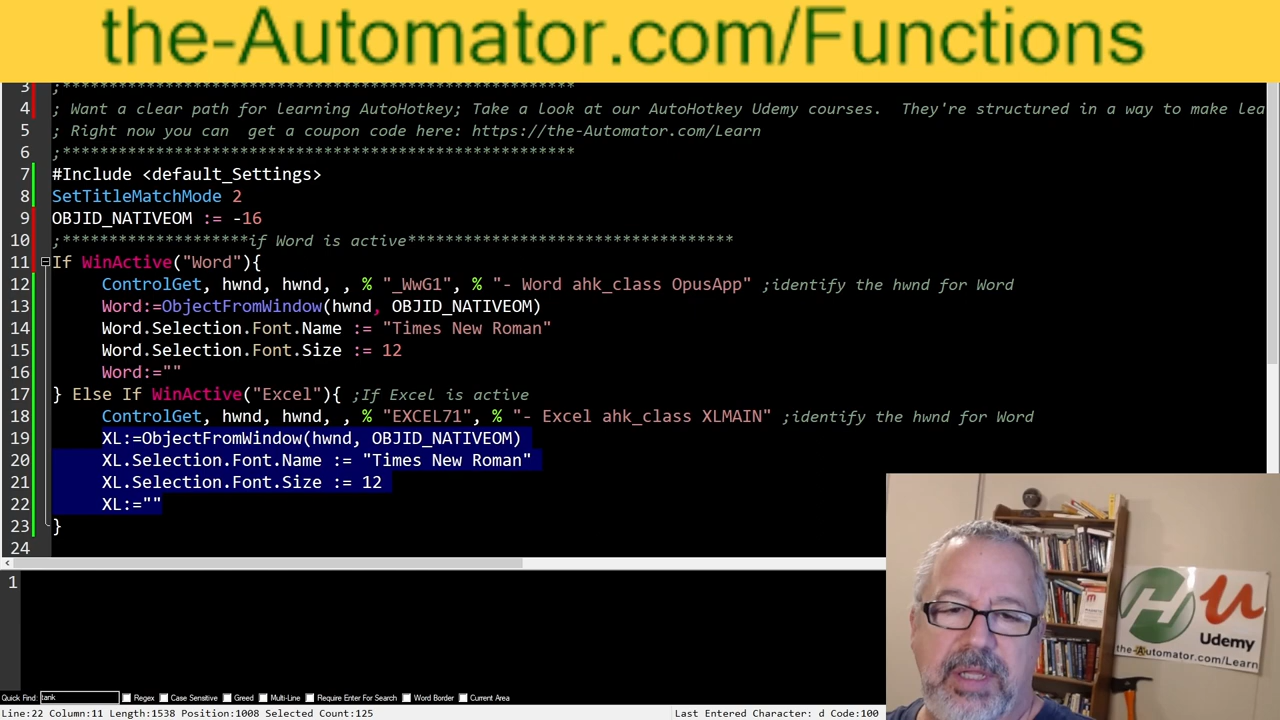 the-Automator.com/Functions
3 ;*********************************************************
4 ; Want a clear path for learning AutoHotkey; Take a look at our AutoHotkey Udemy courses.  They're structured in a way to make lea
5 ; Right now you can  get a coupon code here: https://the-Automator.com/Learn
6 ;*********************************************************
7 #Include <default_Settings>
8 SetTitleMatchMode 2
9 OBJID_NATIVEOM := -16
10 ;*********************if Word is active***********************************
11 If WinActive("Word"){
12 ControlGet, hwnd, hwnd, , % "_WwG1", % "- Word ahk_class OpusApp" ;identify the hwnd for Word
13 Word:=ObjectFromWindow(hwnd, OBJID_NATIVEOM)
14 Word.Selection.Font.Name := "Times New Roman"
15 Word.Selection.Font.Size := 12
16 Word:=""
17 } Else If WinActive("Excel"){ ;If Excel is active
18 ControlGet, hwnd, hwnd, , % "EXCEL71", % "- Excel ahk_class XLMAIN" ;identify the hwnd for Word
19 XL:=ObjectFromWindow(hwnd, OBJID_NATIVEOM)
20 XL.Selection.Font.Name := "Times New Roman"
21 XL.Selection.Font.Size := 12
22 XL:=""
23 }
24
1
H U
Udemy
the-Automator.com/Learn
Quick Find: tank Regex Case Sensitive Greed Multi-Line Require Enter For Search Word Border Current Area
Line:22 Column:11 Length:1538 Position:1008 Selected Count:125 Last Entered Character: d Code:100